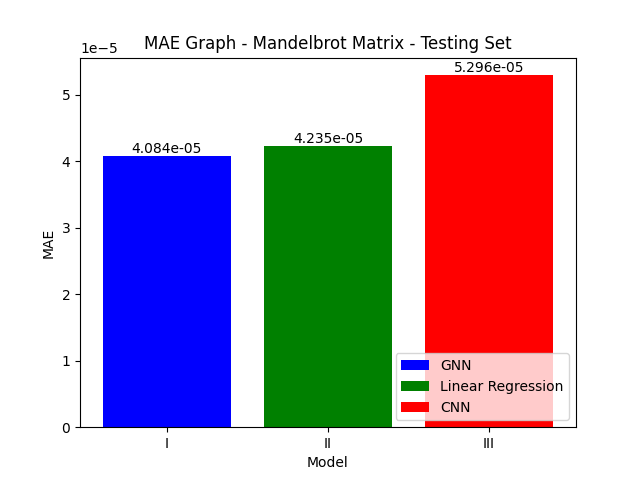 MAE Graph - Mandelbrot Matrix - Testing Set
1e−5
5.296e-05
4.235e-05
4.084e-05
5
4
3
2
1
0
MAE
GNN
Linear Regression
CNN
I
II
III
Model